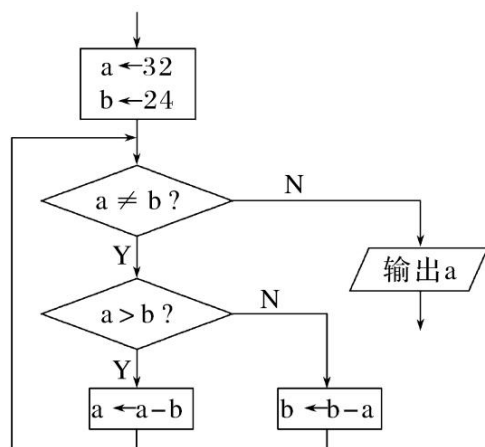 a←32
b←24
a ≠ b ?
N
Y
输出a
a > b ?
N
Y
a ←a-b
b ←b-a